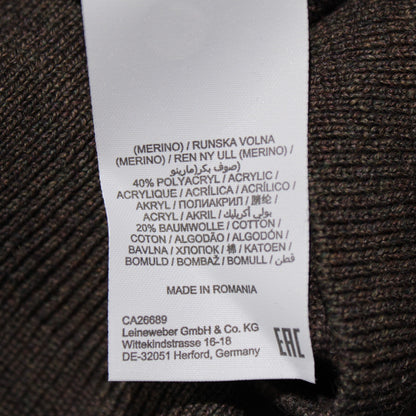 (MERINO) / RUNSKA VOLNA
(MERINO) / REN NY ULL (MERINO) /
صوف بكر(مارينو) /
40% POLYACRYL / ACRYLIC /
ACRYLIQUE / ACRÍLICA / ACRÍLICO /
AKRYL / ПОЛИАКРИЛ / 腈纶 /
ACRYL / AKRIL / بولي أكريليك /
20% BAUMWOLLE / COTTON /
COTON / ALGODÃO / ALGODÓN /
BAVLNA / ХЛОПОК / 棉 / KATOEN /
BOMULD / BOMBAŽ / BOMULL / قطن /
MADE IN ROMANIA
CA26689
Leineweber GmbH & Co. KG
Wittekindstrasse 16-18
DE-32051 Herford, Germany
EAC